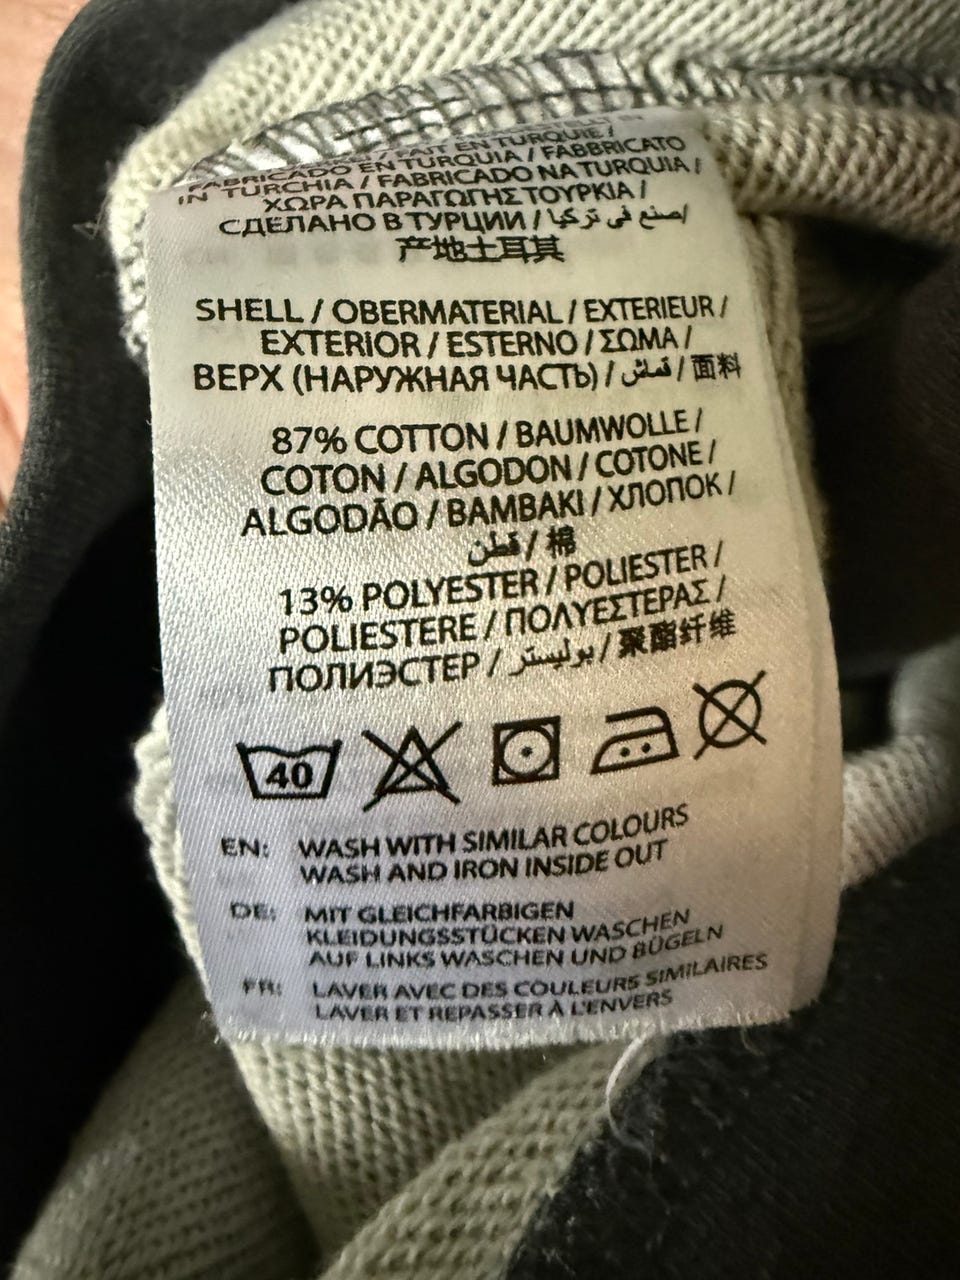 FAIT EN TURQUIE /
FABRICADO EN TURQUIA / FABBRICATO
IN TURCHIA / FABRICADO NA TURQUIA /
ΧΩΡΑ ΠΑΡΑΓΩΓΗΣ ΤΟΥΡΚΙΑ /
СДЕЛАНО В ТУРЦИИ / صنع في تركيا /
产地土耳其
SHELL / OBERMATERIAL / EXTERIEUR /
EXTERIOR / ESTERNO / ΣΩΜΑ /
ВЕРХ (НАРУЖНАЯ ЧАСТЬ) / قماش / 面料
87% COTTON / BAUMWOLLE /
COTON / ALGODON / COTONE /
ALGODÃO / ΒΑΜΒΑΚΙ / ХЛОПОК /
قطن / 棉
13% POLYESTER / POLIESTER /
POLIESTERE / ΠΟΛΥΕΣΤΕΡΑΣ /
ПОЛИЭСТЕР / بوليستر / 聚酯纤维
40
EN: WASH WITH SIMILAR COLOURS
WASH AND IRON INSIDE OUT
DE: MIT GLEICHFARBIGEN
KLEIDUNGSSTÜCKEN WASCHEN
AUF LINKS WASCHEN UND BÜGELN
FR: LAVER AVEC DES COULEURS SIMILAIRES
LAVER ET REPASSER À L'ENVERS